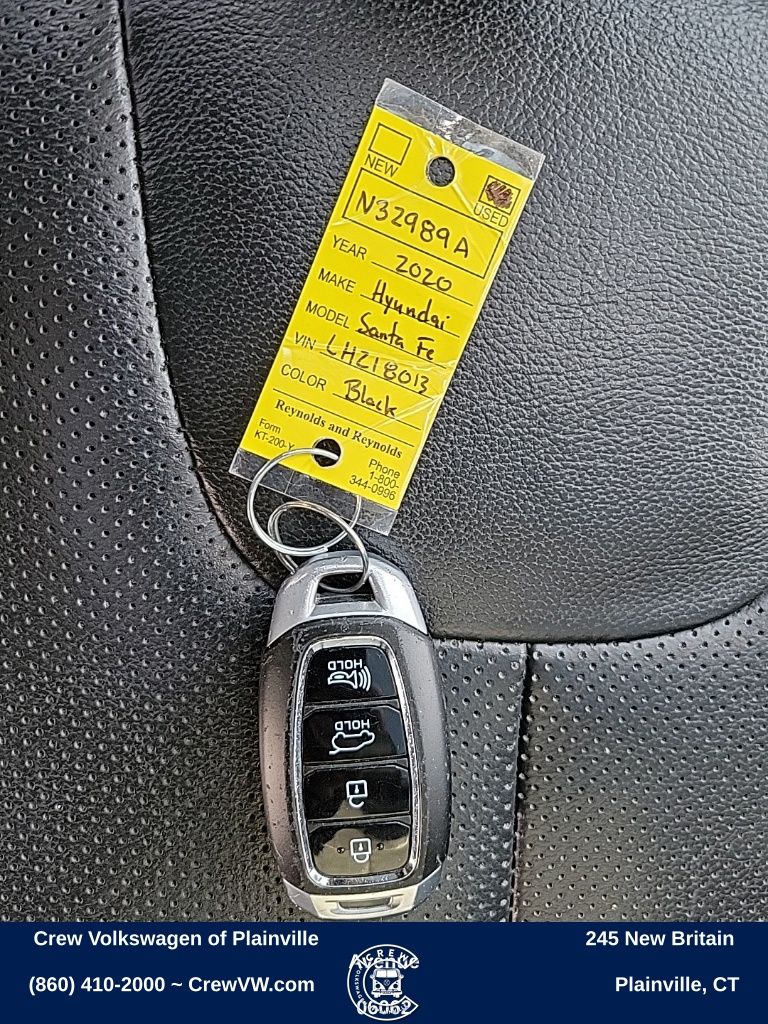 NEW
USED
N32989A
YEAR 2020
MAKE Hyundai
MODEL Santa Fe
VIN LH218013
COLOR Black
Reynolds and Reynolds
Form
KT-200-Y
Phone
1-800-
344-0996
HOLD
HOLD
Crew Volkswagen of Plainville
245 New Britain
Avenue
(860) 410-2000 ~ CrewVW.com
Plainville, CT
06062
CREW